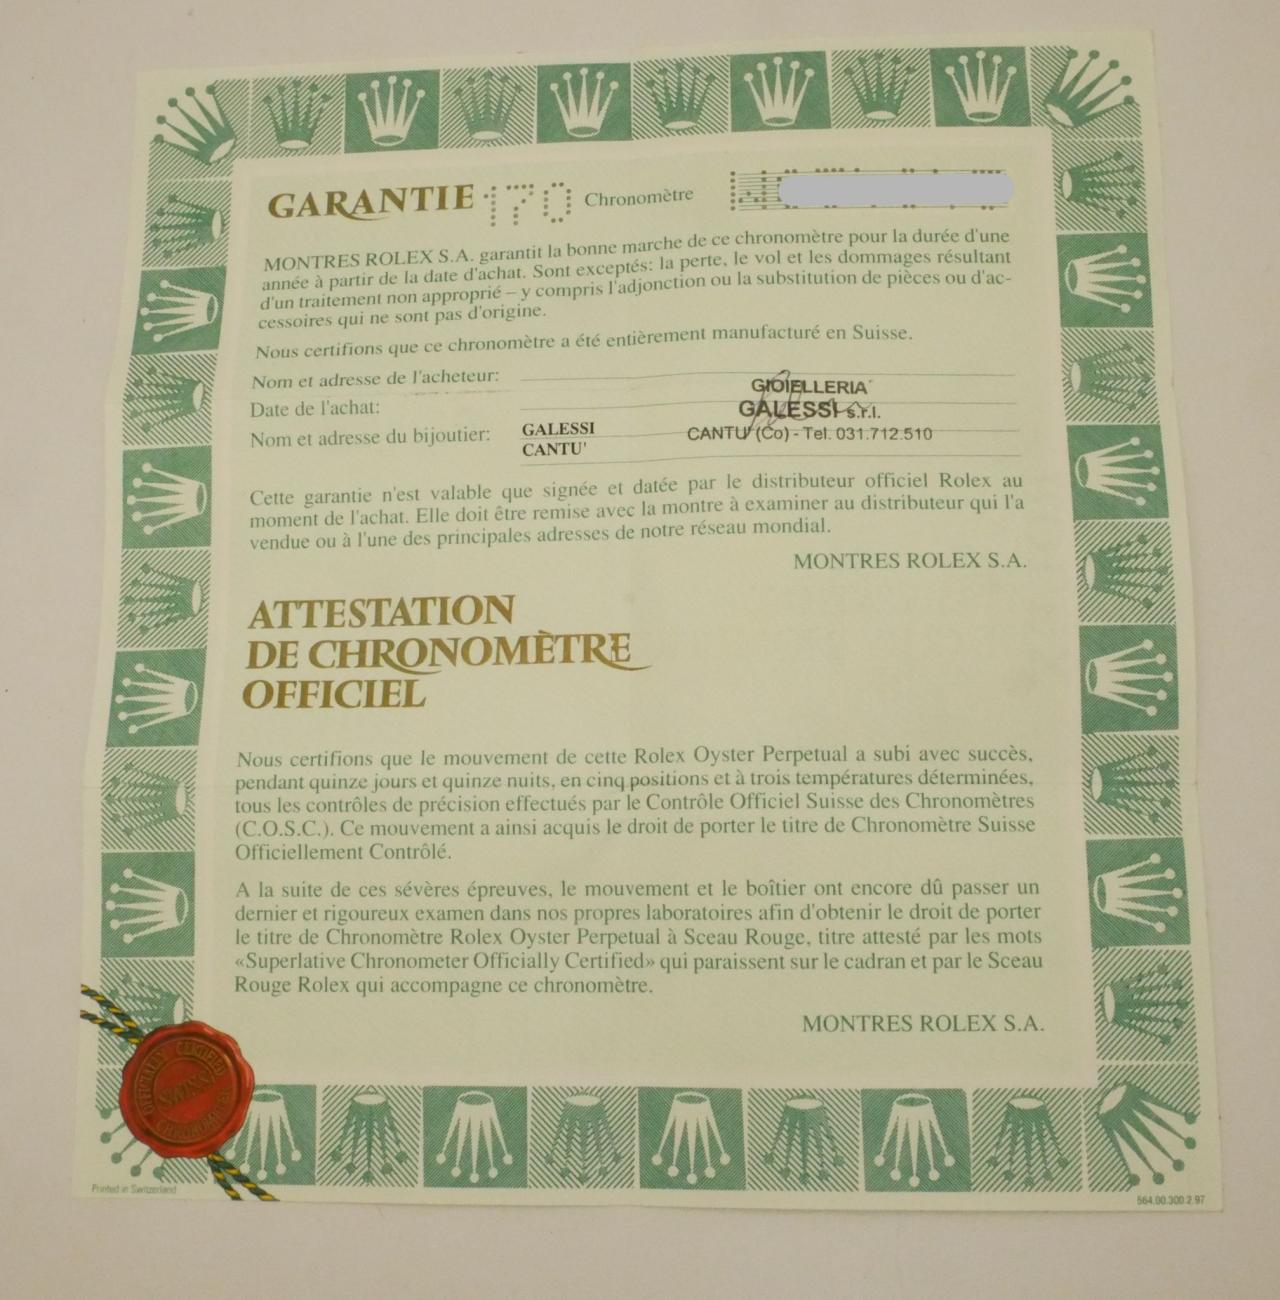 GARANTIE 170 Chronomètre
MONTRES ROLEX S.A. garantit la bonne marche de ce chronomètre pour la durée d'une
année à partir de la date d'achat. Sont exceptés: la perte, le vol et les dommages résultant
d'un traitement non approprié – y compris l'adjonction ou la substitution de pièces ou d'ac-
cessoires qui ne sont pas d'origine.
Nous certifions que ce chronomètre a été entièrement manufacturé en Suisse.
Nom et adresse de l'acheteur:
GIOIELLERIA
Date de l'achat:
GALESSI s.r.l.
Nom et adresse du bijoutier: GALESSI
CANTU' (Co) - Tel. 031.712.510
CANTU'
Cette garantie n'est valable que signée et datée par le distributeur officiel Rolex au
moment de l'achat. Elle doit être remise avec la montre à examiner au distributeur qui l'a
vendue ou à l'une des principales adresses de notre réseau mondial.
MONTRES ROLEX S.A.
ATTESTATION
DE CHRONOMÈTRE
OFFICIEL
Nous certifions que le mouvement de cette Rolex Oyster Perpetual a subi avec succès,
pendant quinze jours et quinze nuits, en cinq positions et à trois températures déterminées,
tous les contrôles de précision effectués par le Contrôle Officiel Suisse des Chronomètres
(C.O.S.C.). Ce mouvement a ainsi acquis le droit de porter le titre de Chronomètre Suisse
Officiellement Contrôlé.
A la suite de ces sévères épreuves, le mouvement et le boîtier ont encore dû passer un
dernier et rigoureux examen dans nos propres laboratoires afin d'obtenir le droit de porter
le titre de Chronomètre Rolex Oyster Perpetual à Sceau Rouge, titre attesté par les mots
«Superlative Chronometer Officially Certified» qui paraissent sur le cadran et par le Sceau
Rouge Rolex qui accompagne ce chronomètre.
MONTRES ROLEX S.A.
OFFICIALLY CERTIFIED
SWISS
CHRONOMETER
Printed in Switzerland
564.00.300.2.97